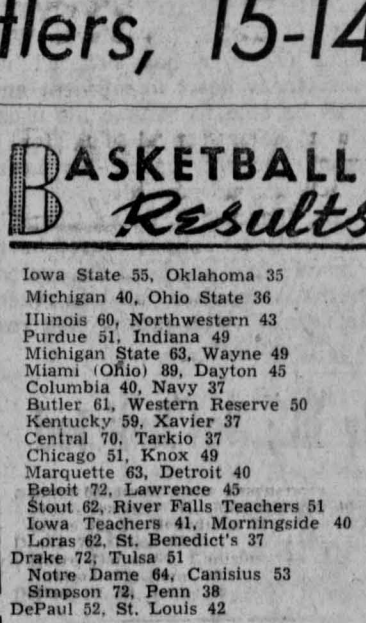 tlers, 15-14
BASKETBALL
Results
Iowa State 55, Oklahoma 35
Michigan 40, Ohio State 36
Illinois 60, Northwestern 43
Purdue 51, Indiana 49
Michigan State 63, Wayne 49
Miami (Ohio) 89, Dayton 45
Columbia 40, Navy 37
Butler 61, Western Reserve 50
Kentucky 59, Xavier 37
Central 70, Tarkio 37
Chicago 51, Knox 49
Marquette 63, Detroit 40
Beloit 72, Lawrence 45
Stout 62, River Falls Teachers 51
Iowa Teachers 41, Morningside 40
Loras 62, St. Benedict's 37
Drake 72, Tulsa 51
Notre Dame 64, Canisius 53
Simpson 72, Penn 38
DePaul 52, St. Louis 42